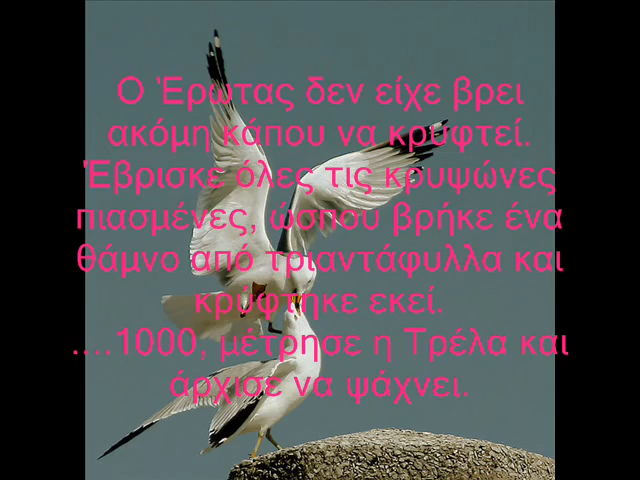 Ο Έρωτας δεν είχε βρει
ακόμη κάπου να κρυφτεί.
Έβρισκε όλες τις κρυψώνες
πιασμένες, ώσπου βρήκε ένα
θάμνο από τριαντάφυλλα και
κρύφτηκε εκεί.
....1000, μέτρησε η Τρέλα και
άρχισε να ψάχνει.